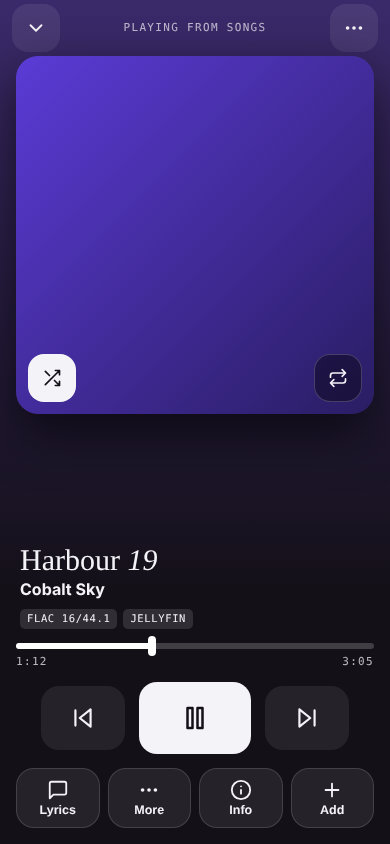 PLAYING FROM SONGS
Harbour 19
Cobalt Sky
FLAC 16/44.1 JELLYFIN
1:12 3:05
Lyrics More Info Add